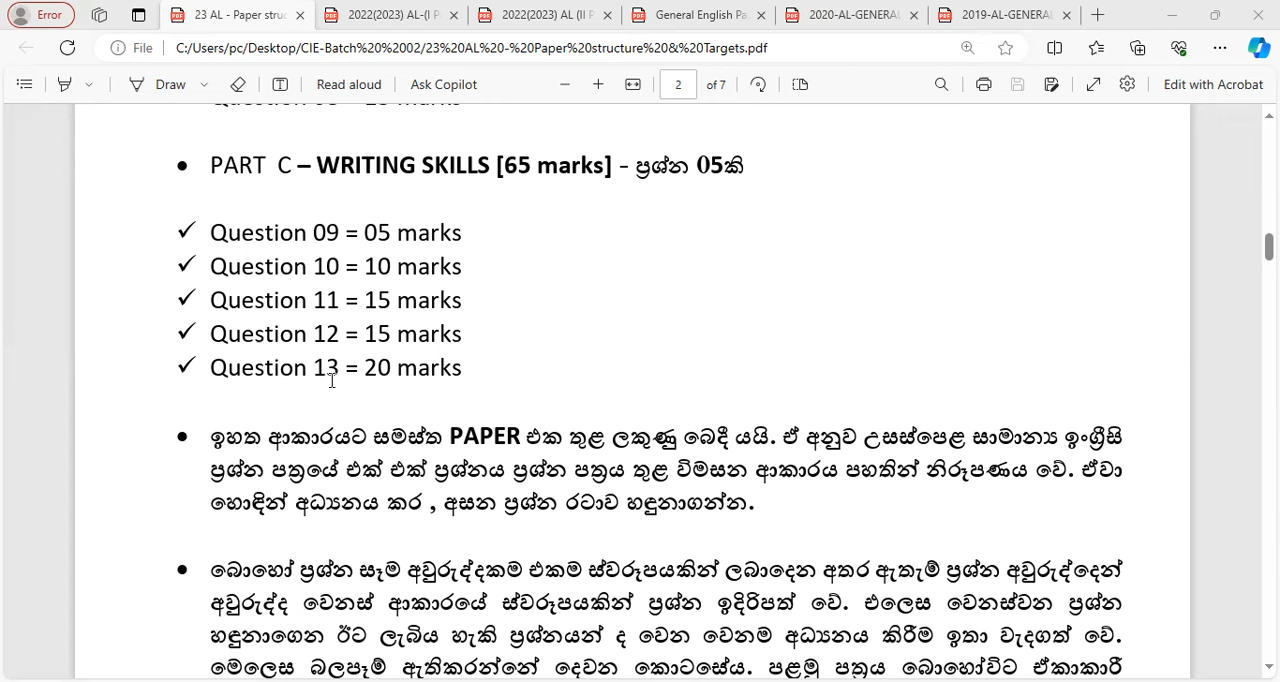 Error
23 AL - Paper struc
2022(2023) AL-(I P
2022(2023) AL (II P
General English Pa
2020-AL-GENERAL
2019-AL-GENERAL
File
C:/Users/pc/Desktop/CIE-Batch%20%2002/23%20AL%20-%20Paper%20structure%20&%20Targets.pdf
Draw
Read aloud
Ask Copilot
2 of 7
Edit with Acrobat
• PART C – WRITING SKILLS [65 marks] - ප්‍රශ්න 05කි
✓ Question 09 = 05 marks
✓ Question 10 = 10 marks
✓ Question 11 = 15 marks
✓ Question 12 = 15 marks
✓ Question 13 = 20 marks
• ඉහත ආකාරයට සමස්ත PAPER එක තුළ ලකුණු බෙදී යයි. ඒ අනුව උසස්පෙළ සාමාන්‍ය ඉංග්‍රීසි
ප්‍රශ්න පත්‍රයේ එක් එක් ප්‍රශ්නය ප්‍රශ්න පත්‍රය තුළ විමසන ආකාරය පහතින් නිරූපණය වේ. ඒවා
හොඳින් අධ්‍යනය කර , අසන ප්‍රශ්න රටාව හඳුනාගන්න.
• බොහෝ ප්‍රශ්න සෑම අවුරුද්දකම එකම ස්වරූපයකින් ලබාදෙන අතර ඇතැම් ප්‍රශ්න අවුරුද්දෙන්
අවුරුද්ද වෙනස් ආකාරයේ ස්වරූපයකින් ප්‍රශ්න ඉදිරිපත් වේ. එලෙස වෙනස්වන ප්‍රශ්න
හඳුනාගෙන ඊට ලැබිය හැකි ප්‍රශ්නයන් ද වෙන වෙනම අධ්‍යනය කිරීම ඉතා වැදගත් වේ.
මෙලෙස බලපෑම් ඇතිකරන්නේ දෙවන කොටසේය. පළමු පත්‍රය බොහෝවිට ඒකාකාරී